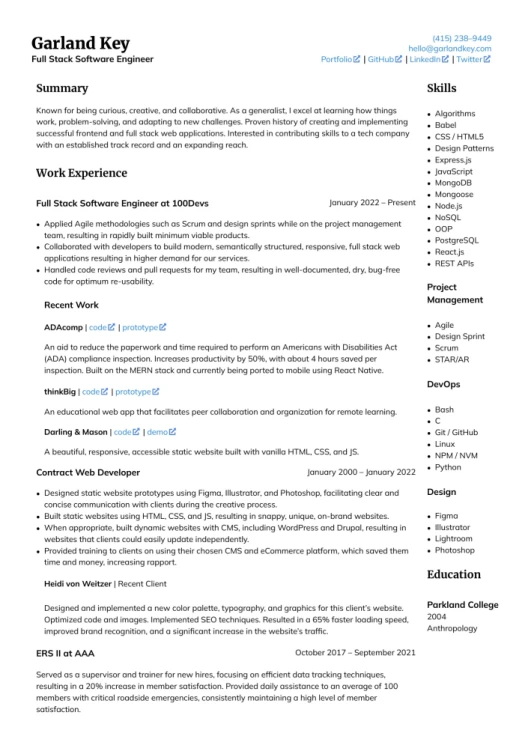 Garland Key
Full Stack Software Engineer
(415) 238-9449
hello@garlandkey.com
Portfolio | GitHub | LinkedIn | Twitter
Summary
Known for being curious, creative, and collaborative. As a generalist, I excel at learning how things
work, problem-solving, and adapting to new challenges. Proven history of creating and implementing
successful frontend and full stack web applications. Interested in contributing skills to a tech company
with an established track record and an expanding reach.
Work Experience
Full Stack Software Engineer at 100Devs
January 2022 – Present
• Applied Agile methodologies such as Scrum and design sprints while on the project management
team, resulting in rapidly built minimum viable products.
• Collaborated with developers to build modern, semantically structured, responsive, full stack web
applications resulting in higher demand for our services.
• Handled code reviews and pull requests for my team, resulting in well-documented, dry, bug-free
code for optimum re-usability.
Recent Work
ADAcomp | code | prototype
An aid to reduce the paperwork and time required to perform an Americans with Disabilities Act
(ADA) compliance inspection. Increases productivity by 50%, with about 4 hours saved per
inspection. Built on the MERN stack and currently being ported to mobile using React Native.
thinkBig | code | prototype
An educational web app that facilitates peer collaboration and organization for remote learning.
Darling & Mason | code | demo
A beautiful, responsive, accessible static website built with vanilla HTML, CSS, and JS.
Contract Web Developer
January 2000 – January 2022
• Designed static website prototypes using Figma, Illustrator, and Photoshop, facilitating clear and
concise communication with clients during the creative process.
• Built static websites using HTML, CSS, and JS, resulting in snappy, unique, on-brand websites.
• When appropriate, built dynamic websites with CMS, including WordPress and Drupal, resulting in
websites that clients could easily update independently.
• Provided training to clients on using their chosen CMS and eCommerce platform, which saved them
time and money, increasing rapport.
Heidi von Weitzer | Recent Client
Designed and implemented a new color palette, typography, and graphics for this client's website.
Optimized code and images. Implemented SEO techniques. Resulted in a 65% faster loading speed,
improved brand recognition, and a significant increase in the website's traffic.
ERS II at AAA
October 2017 – September 2021
Served as a supervisor and trainer for new hires, focusing on efficient data tracking techniques,
resulting in a 20% increase in member satisfaction. Provided daily assistance to an average of 100
members with critical roadside emergencies, consistently maintaining a high level of member
satisfaction.
Skills
• Algorithms
• Babel
• CSS / HTML5
• Design Patterns
• Express.js
• JavaScript
• MongoDB
• Mongoose
• Node.js
• NoSQL
• OOP
• PostgreSQL
• React.js
• REST APIs
Project
Management
• Agile
• Design Sprint
• Scrum
• STAR/AR
DevOps
• Bash
• C
• Git / GitHub
• Linux
• NPM / NVM
• Python
Design
• Figma
• Illustrator
• Lightroom
• Photoshop
Education
Parkland College
2004
Anthropology